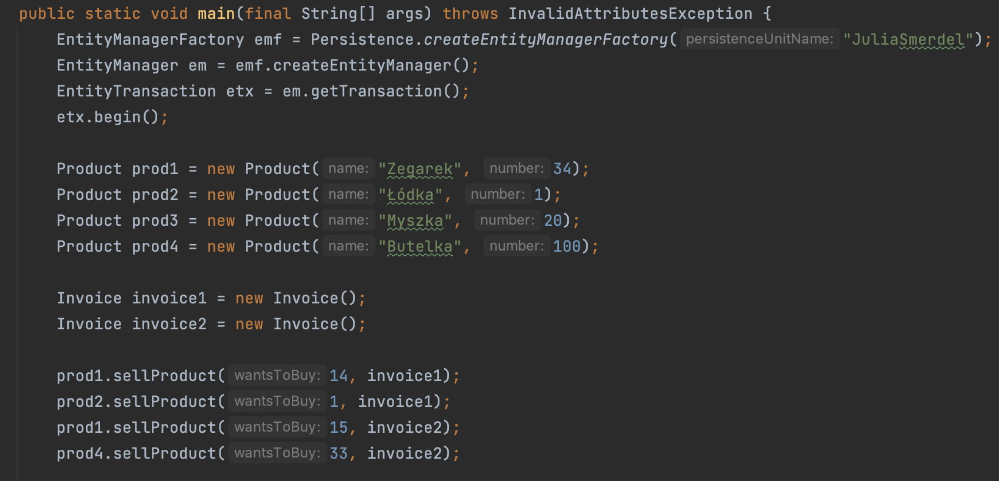 public static void main(final String[] args) throws InvalidAttributesException {
EntityManagerFactory emf = Persistence.createEntityManagerFactory( persistenceUnitName: "JuliaSmerdel");
EntityManager em = emf.createEntityManager();
EntityTransaction etx = em.getTransaction();
etx.begin();
Product prod1 = new Product( name: "Zegarek", number: 34);
Product prod2 = new Product( name: "Łódka", number: 1);
Product prod3 = new Product( name: "Myszka", number: 20);
Product prod4 = new Product( name: "Butelka", number: 100);
Invoice invoice1 = new Invoice();
Invoice invoice2 = new Invoice();
prod1.sellProduct( wantsToBuy: 14, invoice1);
prod2.sellProduct( wantsToBuy: 1, invoice1);
prod1.sellProduct( wantsToBuy: 15, invoice2);
prod4.sellProduct( wantsToBuy: 33, invoice2);